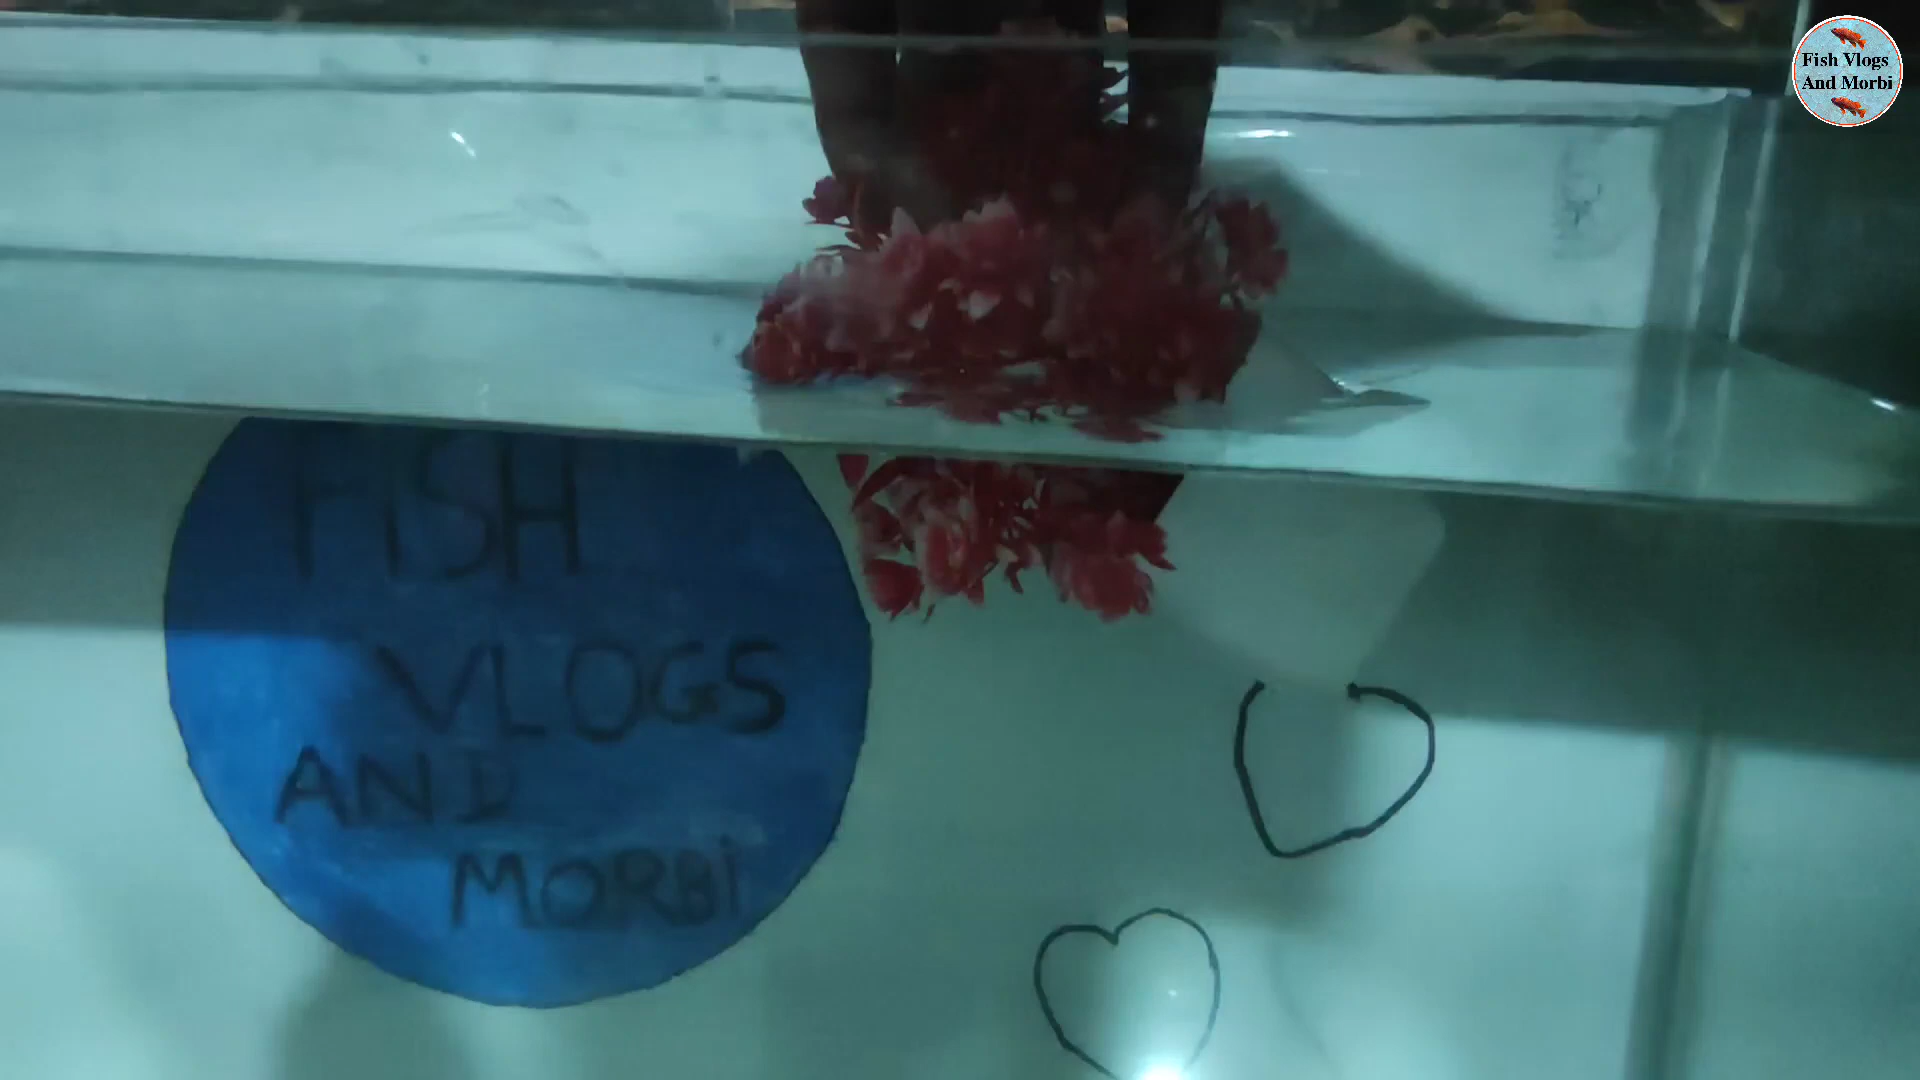 Fish Vlogs
And Morbi
FISH
VLOGS
AND
MORBi